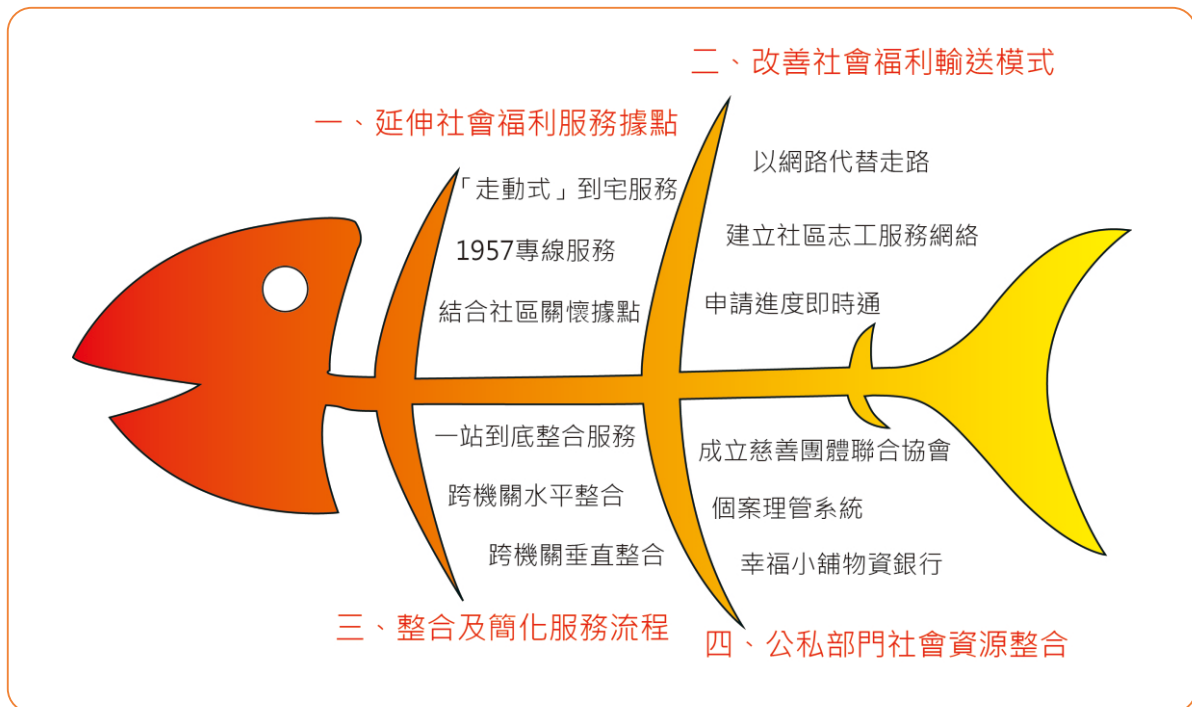 一、延伸社會福利服務據點
「走動式」到宅服務
1957專線服務
結合社區關懷據點
二、改善社會福利輸送模式
以網路代替走路
建立社區志工服務網絡
申請進度即時通
一站到底整合服務
跨機關水平整合
跨機關垂直整合
三、整合及簡化服務流程
成立慈善團體聯合協會
個案理管系統
幸福小舖物資銀行
四、公私部門社會資源整合